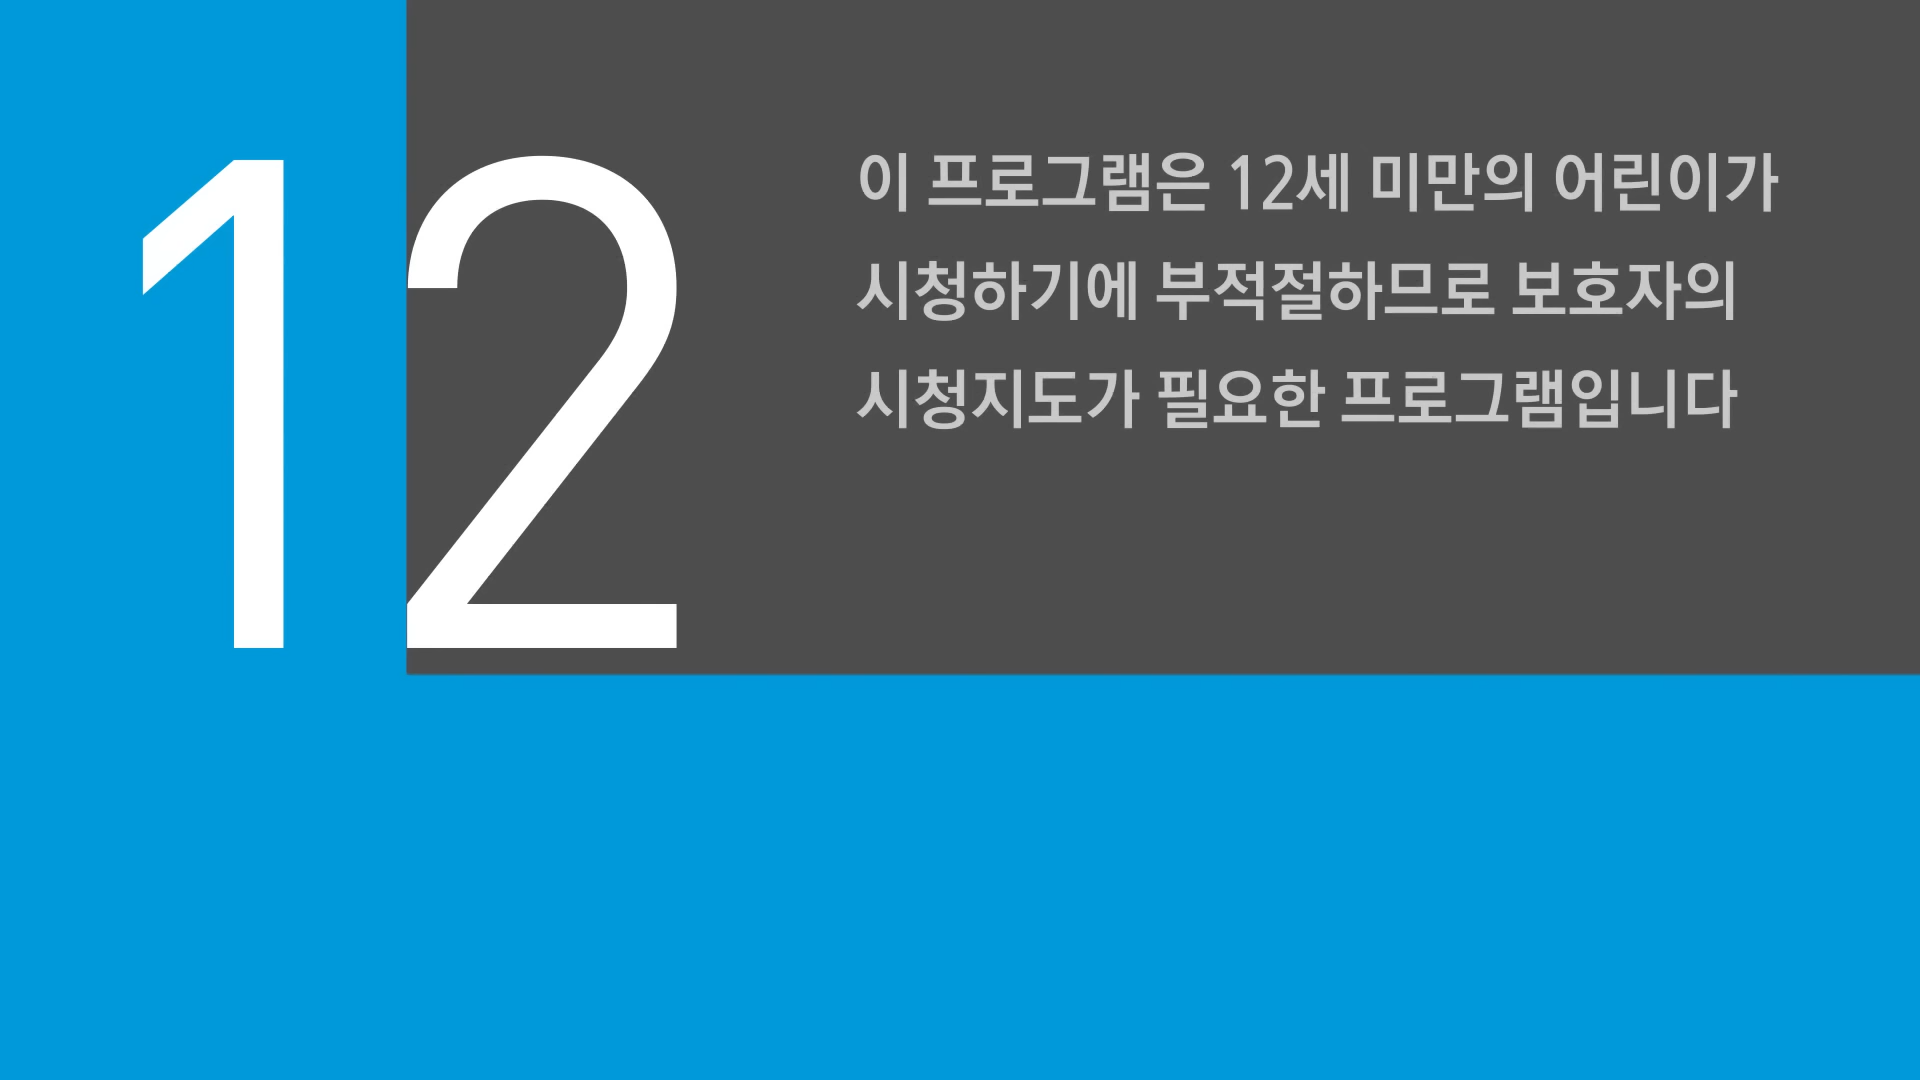 12
이 프로그램은 12세 미만의 어린이가
시청하기에 부적절하므로 보호자의
시청지도가 필요한 프로그램입니다